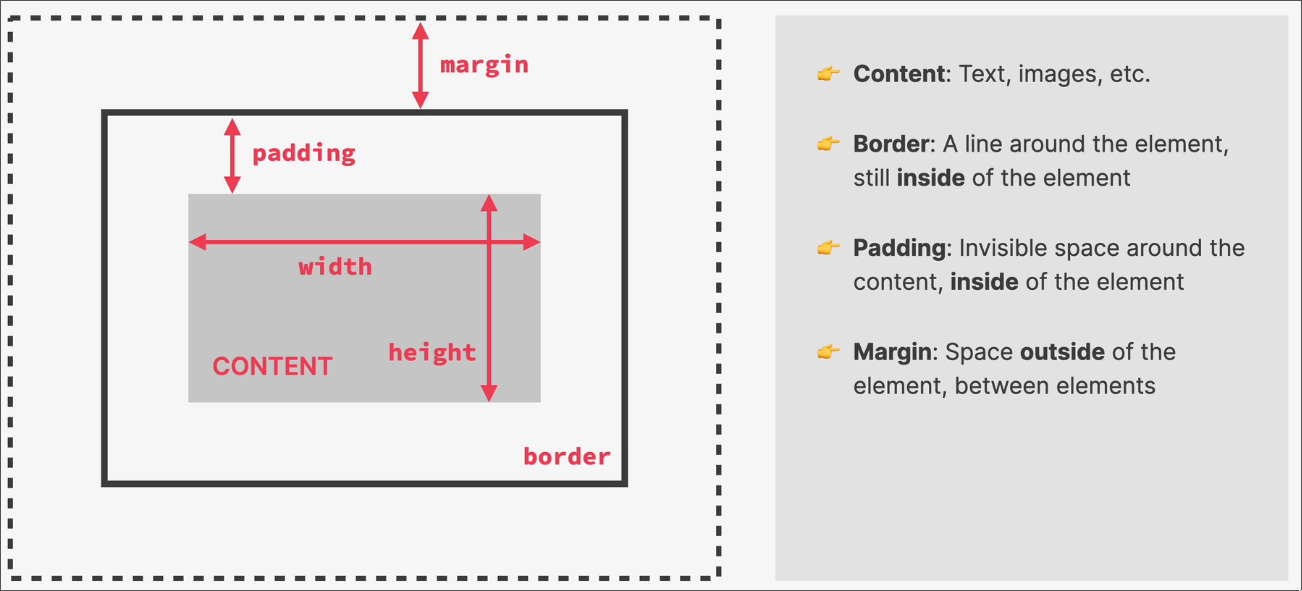 margin
padding
width
height
CONTENT
border
👉 Content: Text, images, etc.
👉 Border: A line around the element,
still inside of the element
👉 Padding: Invisible space around the
content, inside of the element
👉 Margin: Space outside of the
element, between elements